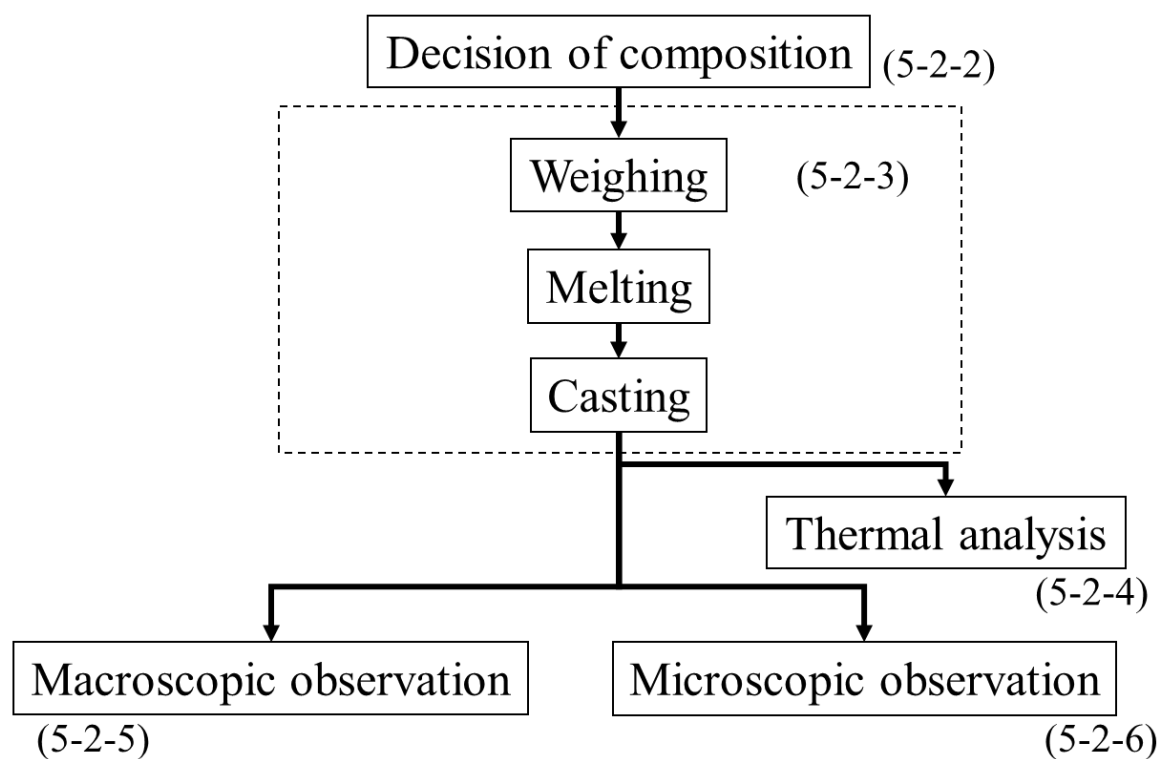 Decision of composition
(5-2-2)
Weighing
(5-2-3)
Melting
Casting
Thermal analysis
(5-2-4)
Macroscopic observation
(5-2-5)
Microscopic observation
(5-2-6)